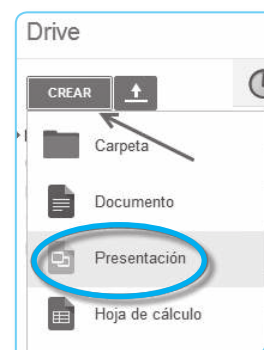 Drive
CREAR
Carpeta
Documento
Presentación
Hoja de cálculo